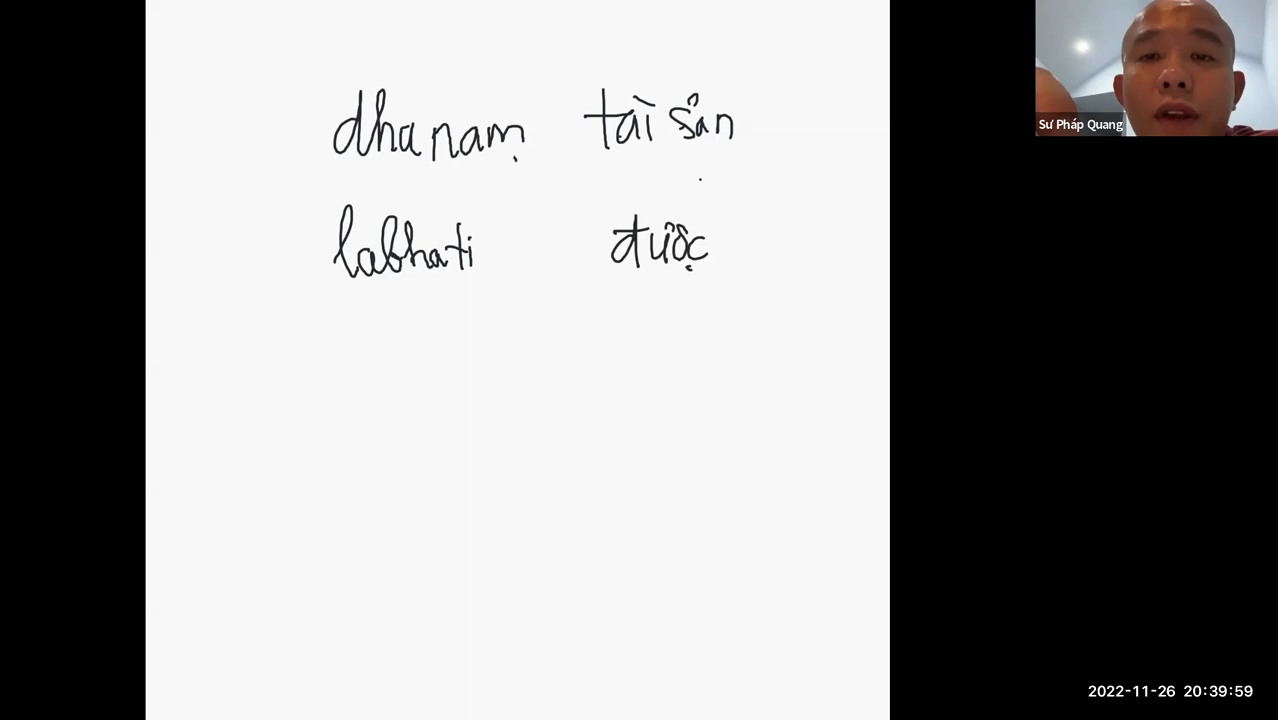 dhanaṃ tài sản
labhati được
Sư Pháp Quang
2022-11-26 20:39:59